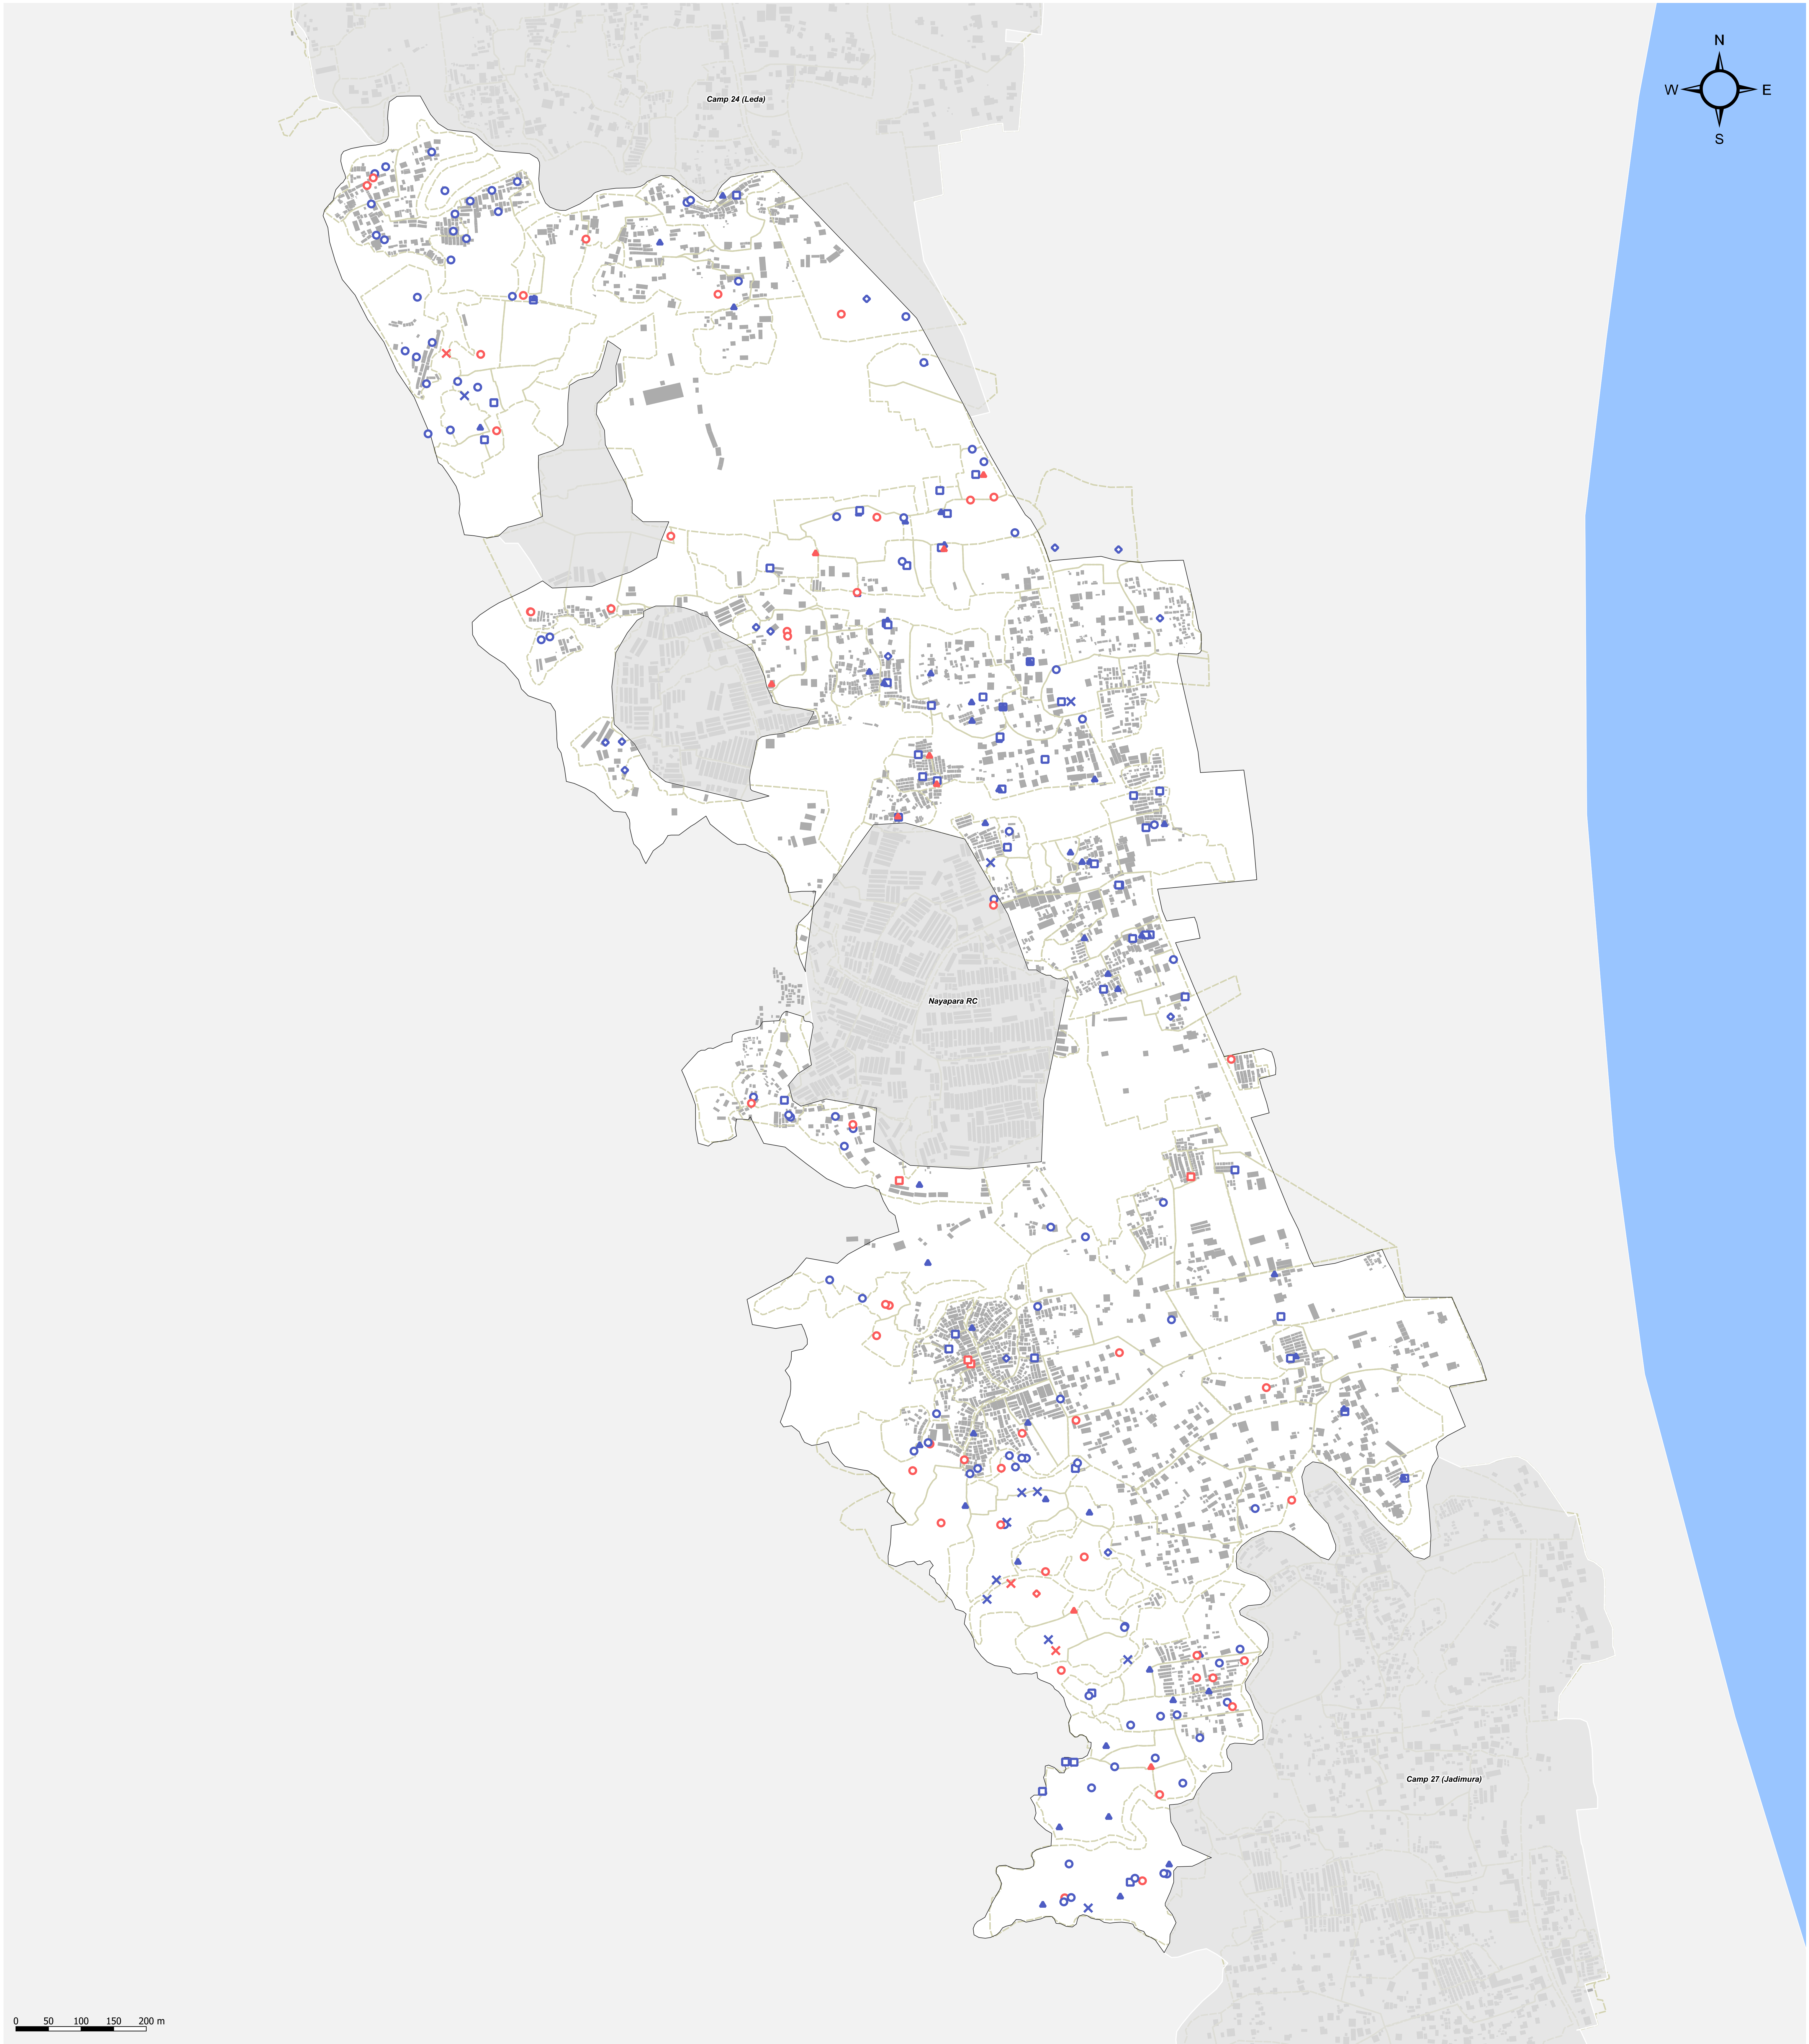 N
W E
S
Camp 24 (Leda)
Nayapara RC
Camp 27 (Jadimura)
0 50 100 150 200 m